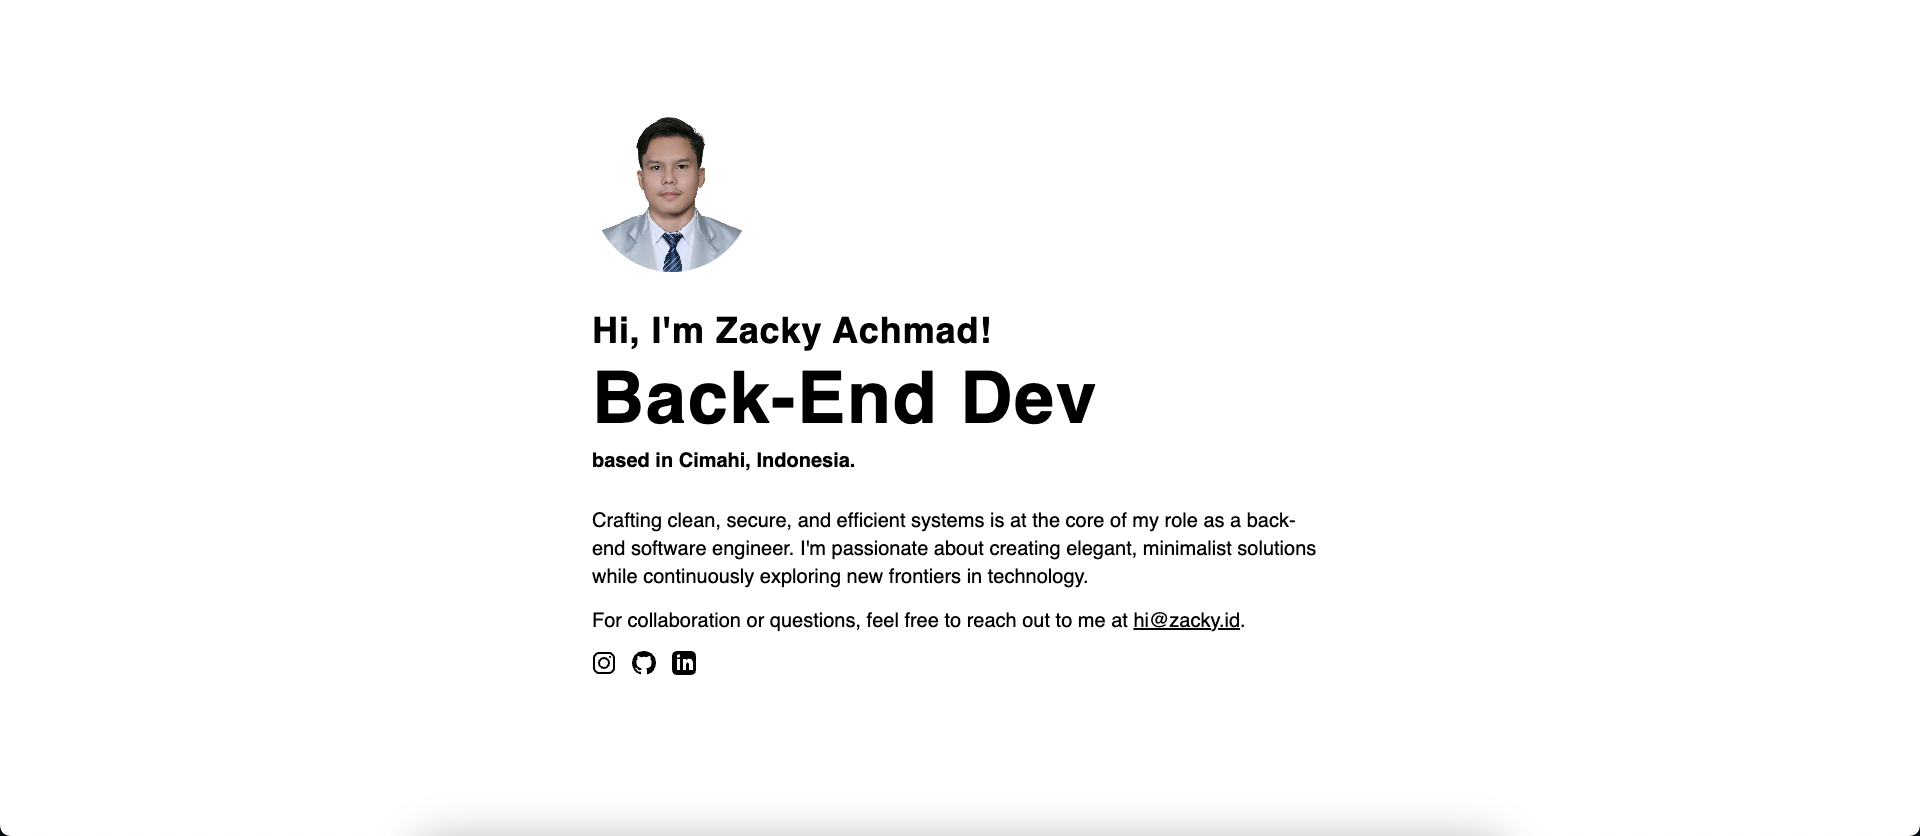 Hi, I'm Zacky Achmad!
Back-End Dev
based in Cimahi, Indonesia.
Crafting clean, secure, and efficient systems is at the core of my role as a back-
end software engineer. I'm passionate about creating elegant, minimalist solutions
while continuously exploring new frontiers in technology.
For collaboration or questions, feel free to reach out to me at hi@zacky.id.
in